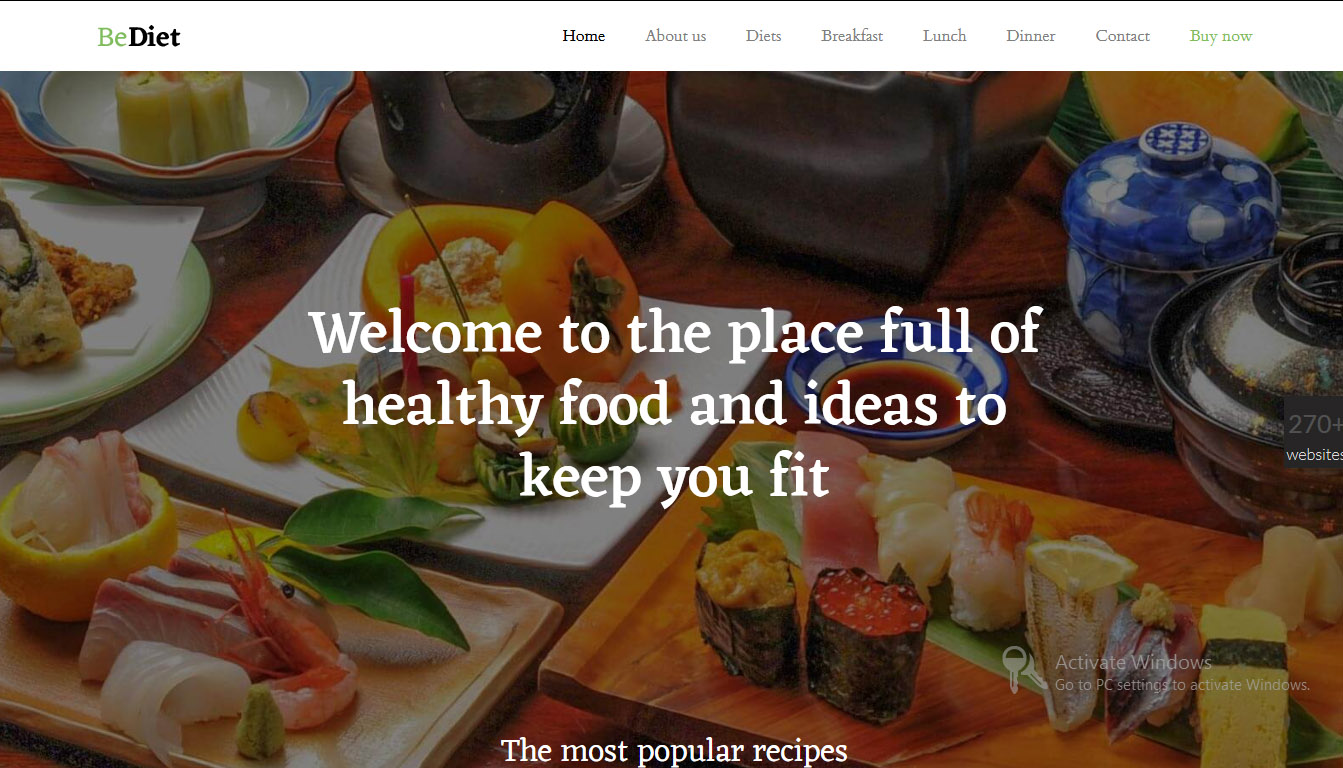 BeDiet
Home About us Diets Breakfast Lunch Dinner Contact Buy now
Welcome to the place full of
healthy food and ideas to
keep you fit
270+
websites
Activate Windows
Go to PC settings to activate Windows.
The most popular recipes